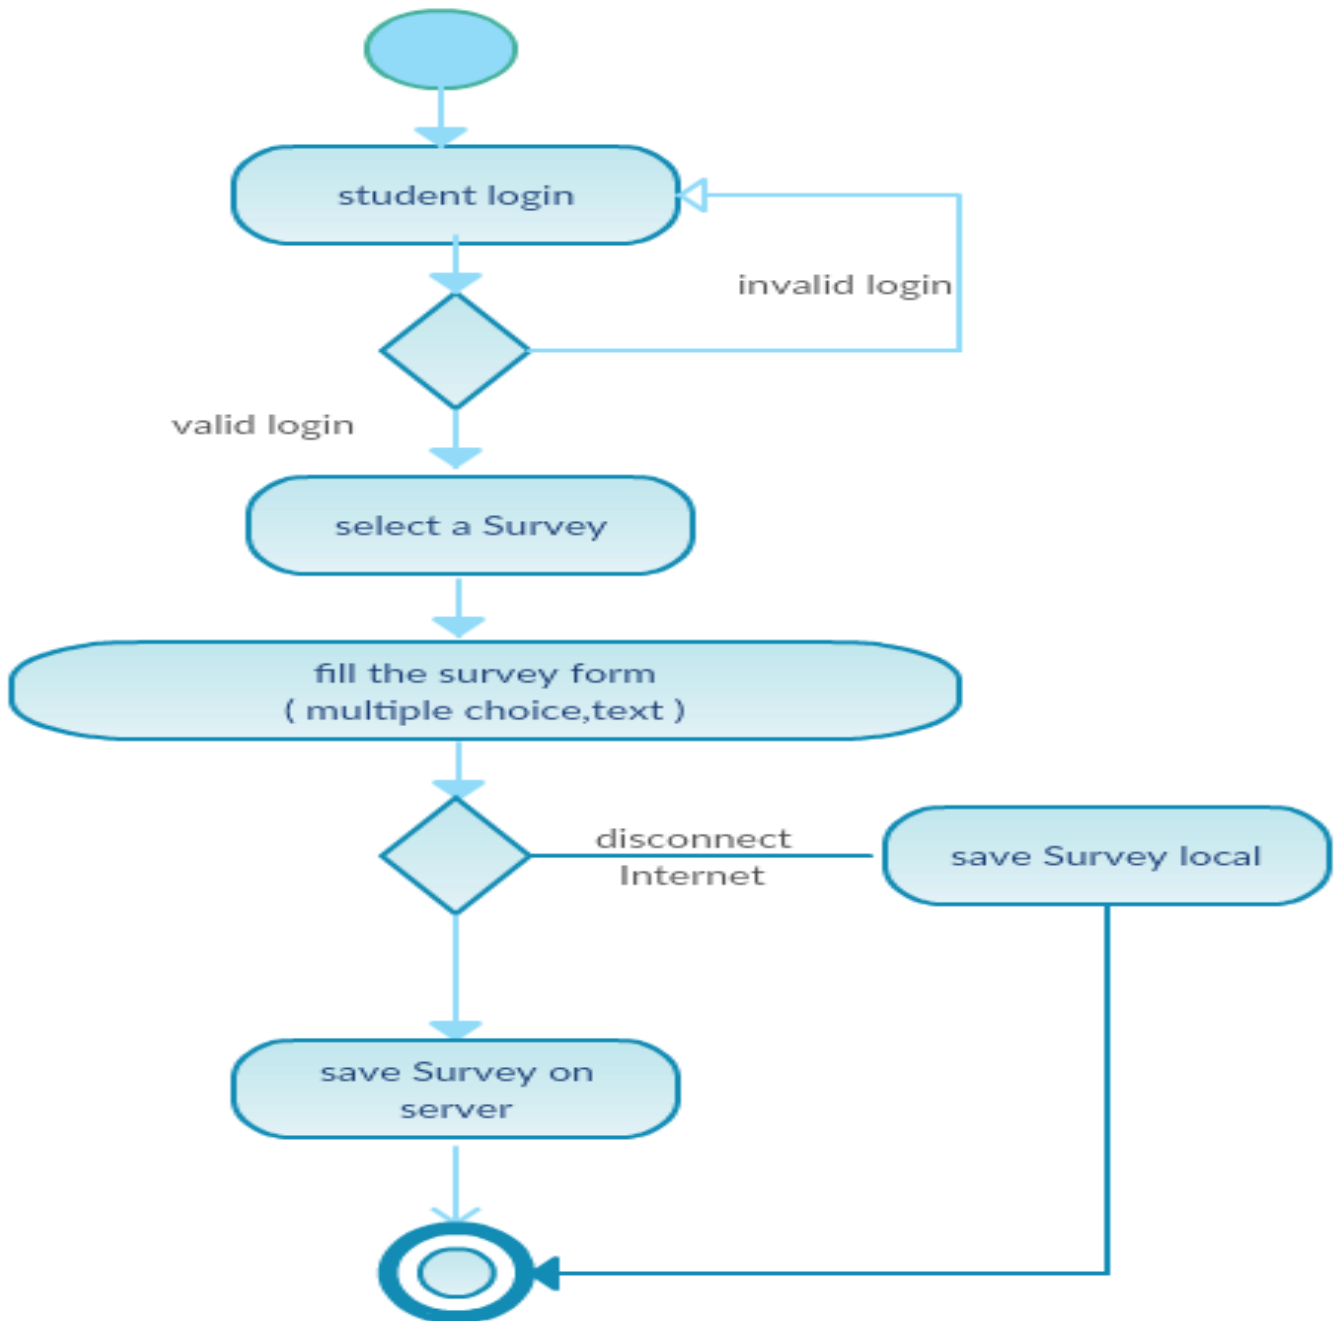 student login
invalid login
valid login
select a Survey
fill the survey form
( multiple choice,text )
disconnect
Internet
save Survey local
save Survey on
server